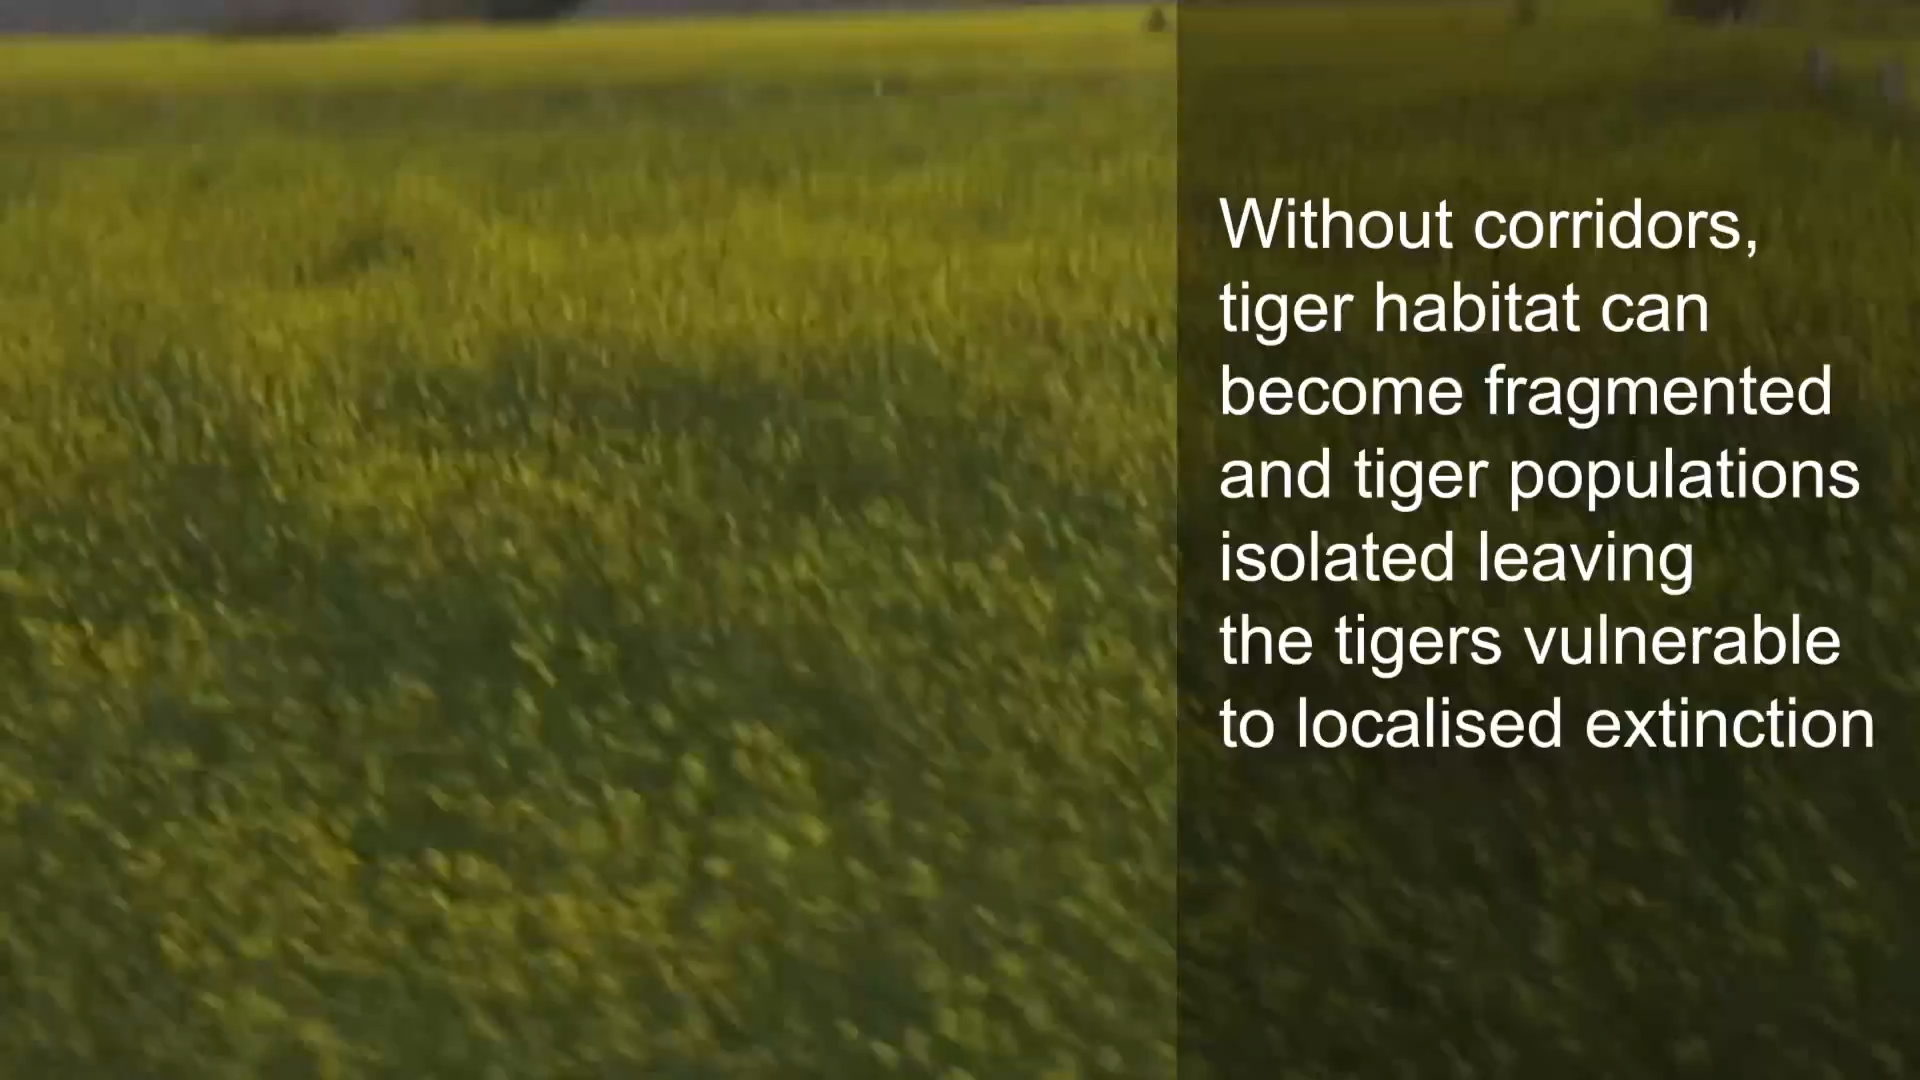 Without corridors,
tiger habitat can
become fragmented
and tiger populations
isolated leaving
the tigers vulnerable
to localised extinction